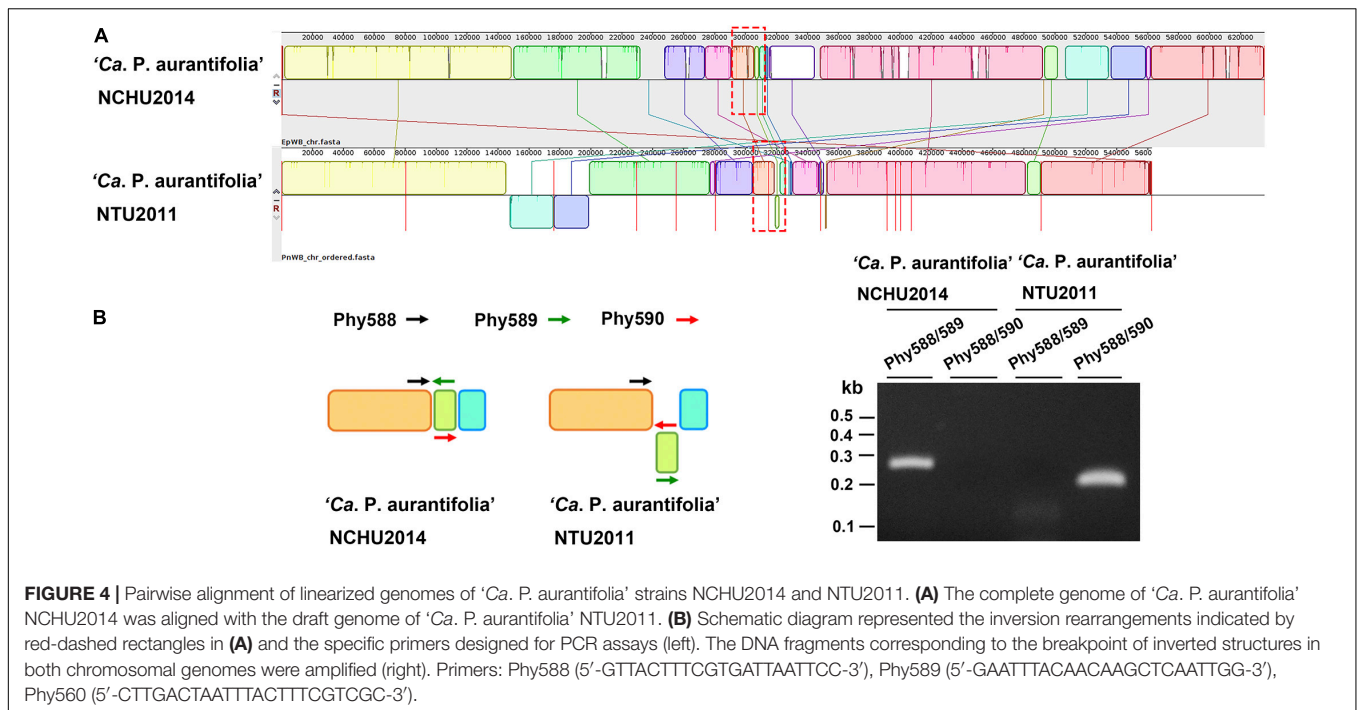 A
20000 40000 60000 80000 100000 120000 140000 160000 180000 200000 220000 240000 260000 280000 300000 320000 340000 360000 380000 400000 420000 440000 460000 480000 500000 520000 540000 560000 580000 600000 620000
'Ca. P. aurantifolia'
NCHU2014
R
EpWB_chr.fasta
20000 40000 60000 80000 100000 120000 140000 160000 180000 200000 220000 240000 260000 280000 300000 320000 340000 360000 380000 400000 420000 440000 460000 480000 500000 520000 540000 5600
'Ca. P. aurantifolia'
NTU2011
R
PnWB_chr_ordered.fasta
B
Phy588 Phy589 Phy590
'Ca. P. aurantifolia'
NCHU2014
'Ca. P. aurantifolia'
NTU2011
'Ca. P. aurantifolia' 'Ca. P. aurantifolia'
NCHU2014 NTU2011
Phy588/589 Phy588/590 Phy588/589 Phy588/590
kb
0.5
0.4
0.3
0.2
0.1
FIGURE 4 | Pairwise alignment of linearized genomes of 'Ca. P. aurantifolia' strains NCHU2014 and NTU2011. (A) The complete genome of 'Ca. P. aurantifolia'
NCHU2014 was aligned with the draft genome of 'Ca. P. aurantifolia' NTU2011. (B) Schematic diagram represented the inversion rearrangements indicated by
red-dashed rectangles in (A) and the specific primers designed for PCR assays (left). The DNA fragments corresponding to the breakpoint of inverted structures in
both chromosomal genomes were amplified (right). Primers: Phy588 (5′-GTTACTTTCGTGATTAATTCC-3′), Phy589 (5′-GAATTTACAACAAGCTCAATTGG-3′),
Phy560 (5′-CTTGACTAATTTACTTTCGTCGC-3′).